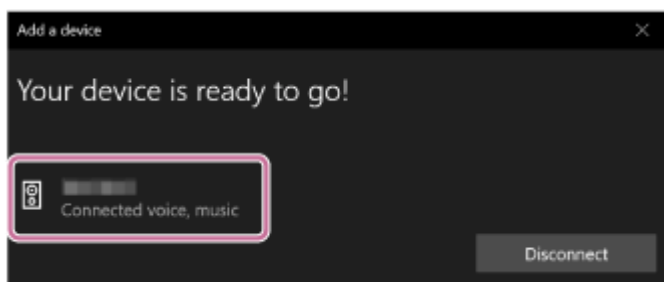 Add a device
Your device is ready to go!
Connected voice, music
Disconnect